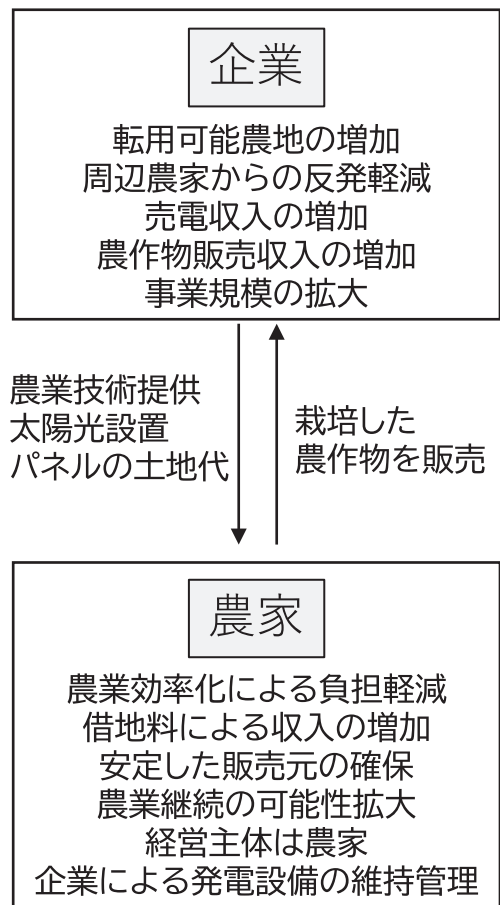 企業
転用可能農地の増加
周辺農家からの反発軽減
売電収入の増加
農作物販売収入の増加
事業規模の拡大
農業技術提供
太陽光設置
パネルの土地代
栽培した
農作物を販売
農家
農業効率化による負担軽減
借地料による収入の増加
安定した販売元の確保
農業継続の可能性拡大
経営主体は農家
企業による発電設備の維持管理